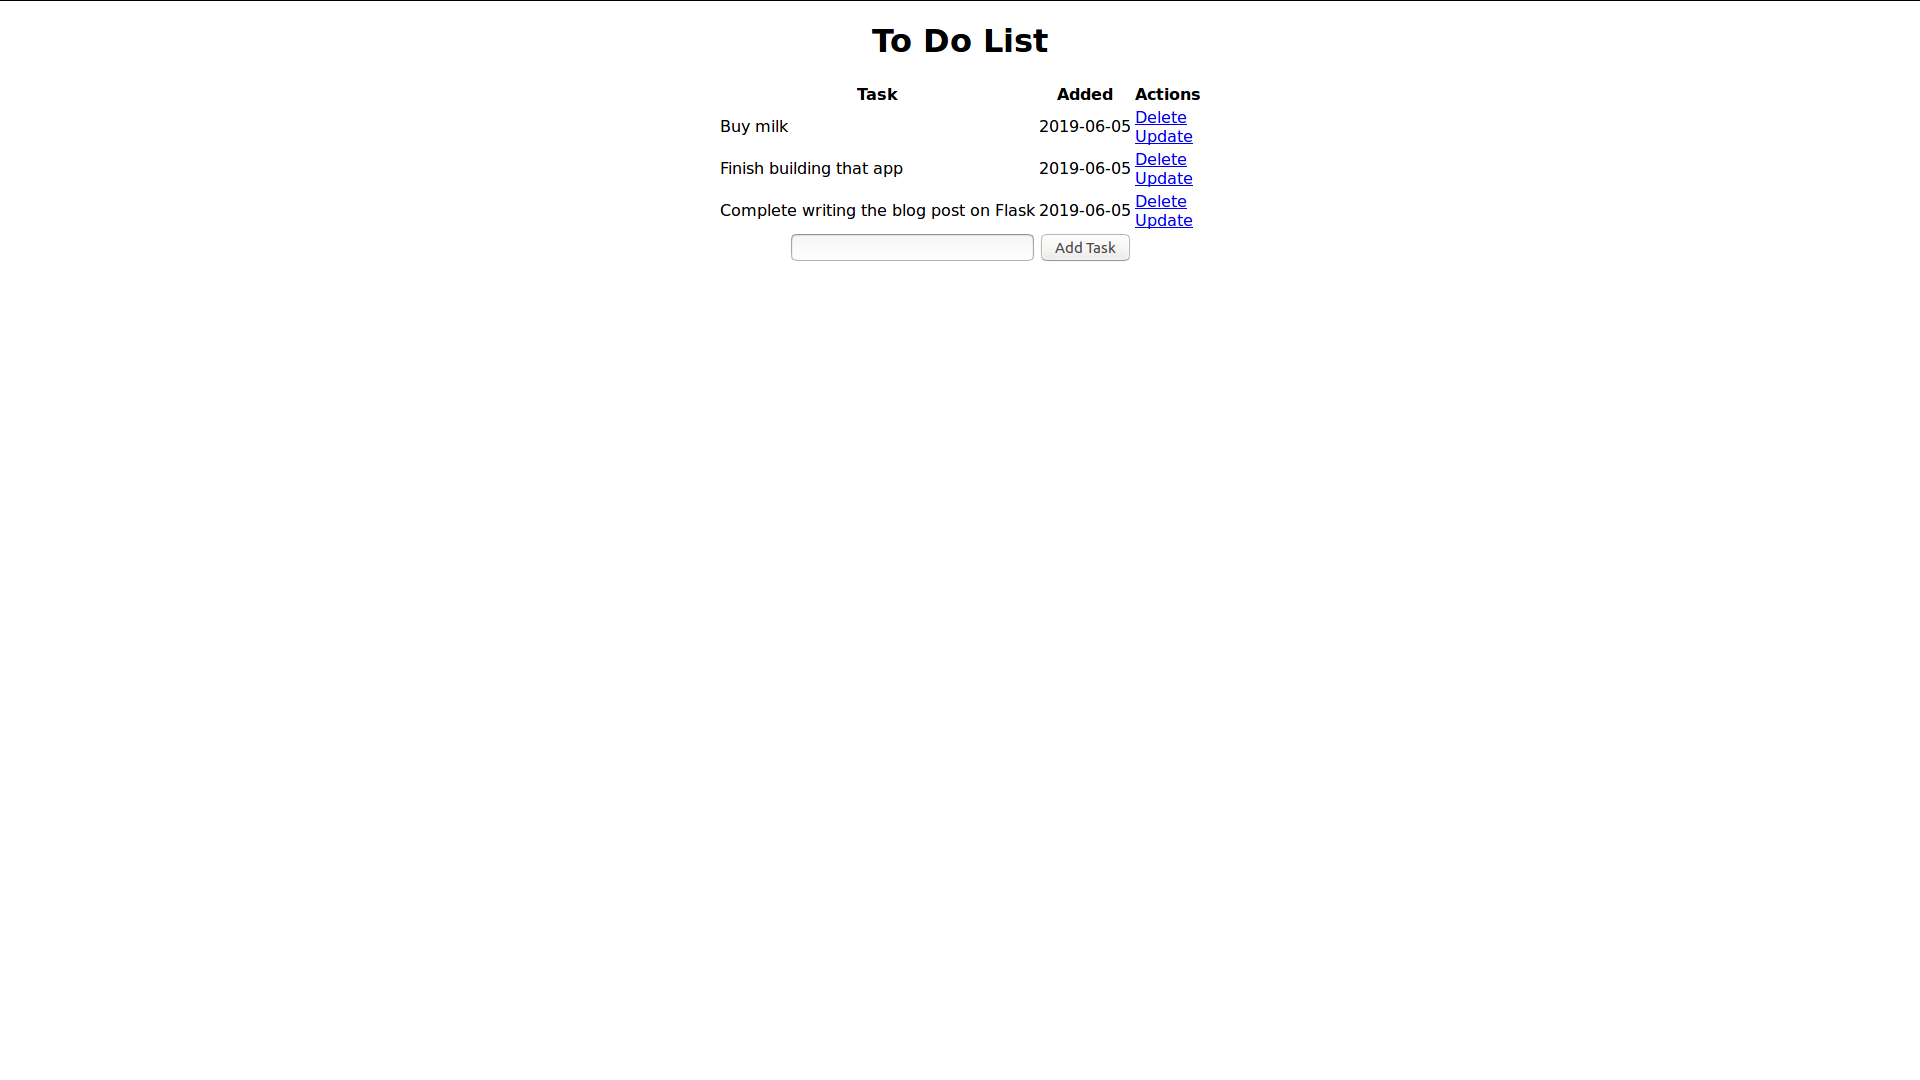 To Do List
Task Added Actions
Buy milk 2019-06-05 Delete
Update
Finish building that app 2019-06-05 Delete
Update
Complete writing the blog post on Flask 2019-06-05 Delete
Update
Add Task